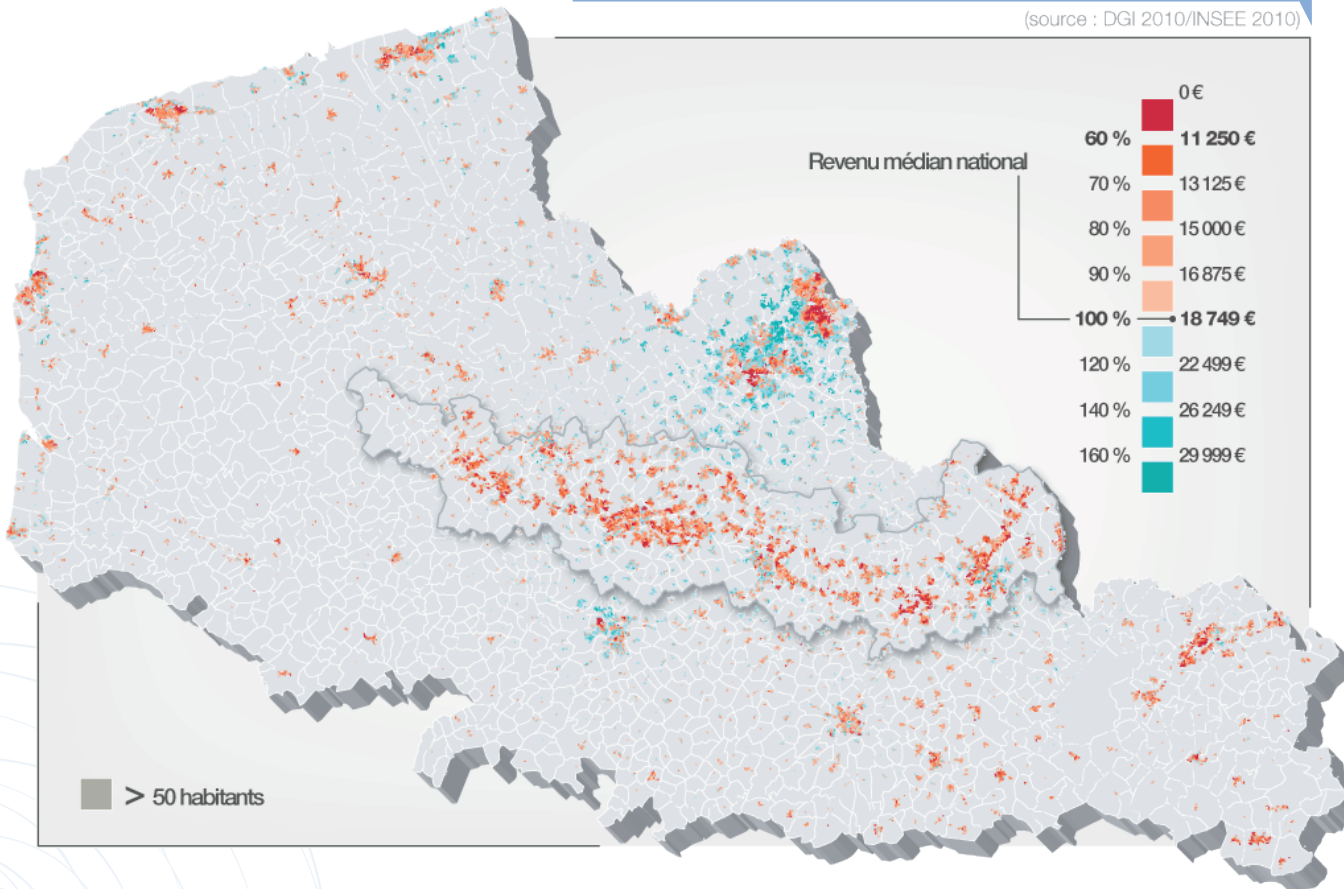 (source : DGI 2010/INSEE 2010)
0 €
60 % 11 250 €
Revenu médian national
70 % 13 125 €
80 % 15 000 €
90 % 16 875 €
100 % 18 749 €
120 % 22 499 €
140 % 26 249 €
160 % 29 999 €
> 50 habitants